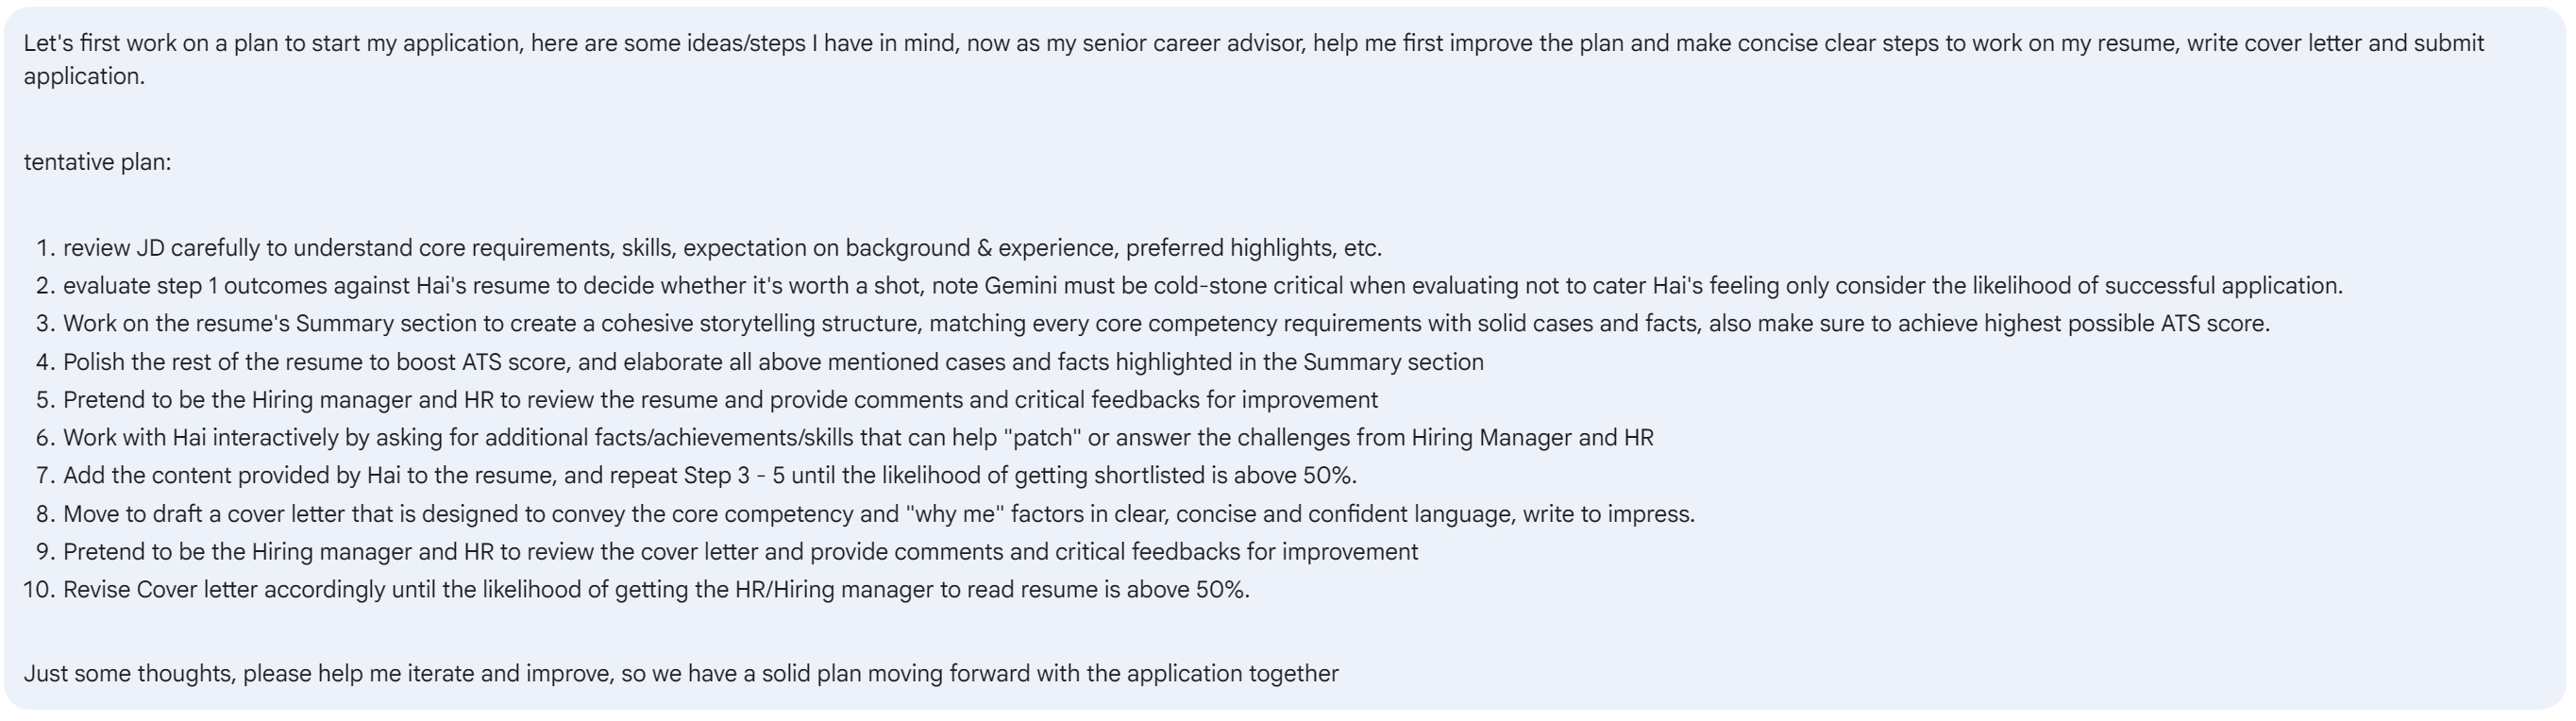 Let's first work on a plan to start my application, here are some ideas/steps I have in mind, now as my senior career advisor, help me first improve the plan and make concise clear steps to work on my resume, write cover letter and submit
application.
tentative plan:
1. review JD carefully to understand core requirements, skills, expectation on background & experience, preferred highlights, etc.
2. evaluate step 1 outcomes against Hai's resume to decide whether it's worth a shot, note Gemini must be cold-stone critical when evaluating not to cater Hai's feeling only consider the likelihood of successful application.
3. Work on the resume's Summary section to create a cohesive storytelling structure, matching every core competency requirements with solid cases and facts, also make sure to achieve highest possible ATS score.
4. Polish the rest of the resume to boost ATS score, and elaborate all above mentioned cases and facts highlighted in the Summary section
5. Pretend to be the Hiring manager and HR to review the resume and provide comments and critical feedbacks for improvement
6. Work with Hai interactively by asking for additional facts/achievements/skills that can help "patch" or answer the challenges from Hiring Manager and HR
7. Add the content provided by Hai to the resume, and repeat Step 3 - 5 until the likelihood of getting shortlisted is above 50%.
8. Move to draft a cover letter that is designed to convey the core competency and "why me" factors in clear, concise and confident language, write to impress.
9. Pretend to be the Hiring manager and HR to review the cover letter and provide comments and critical feedbacks for improvement
10. Revise Cover letter accordingly until the likelihood of getting the HR/Hiring manager to read resume is above 50%.
Just some thoughts, please help me iterate and improve, so we have a solid plan moving forward with the application together